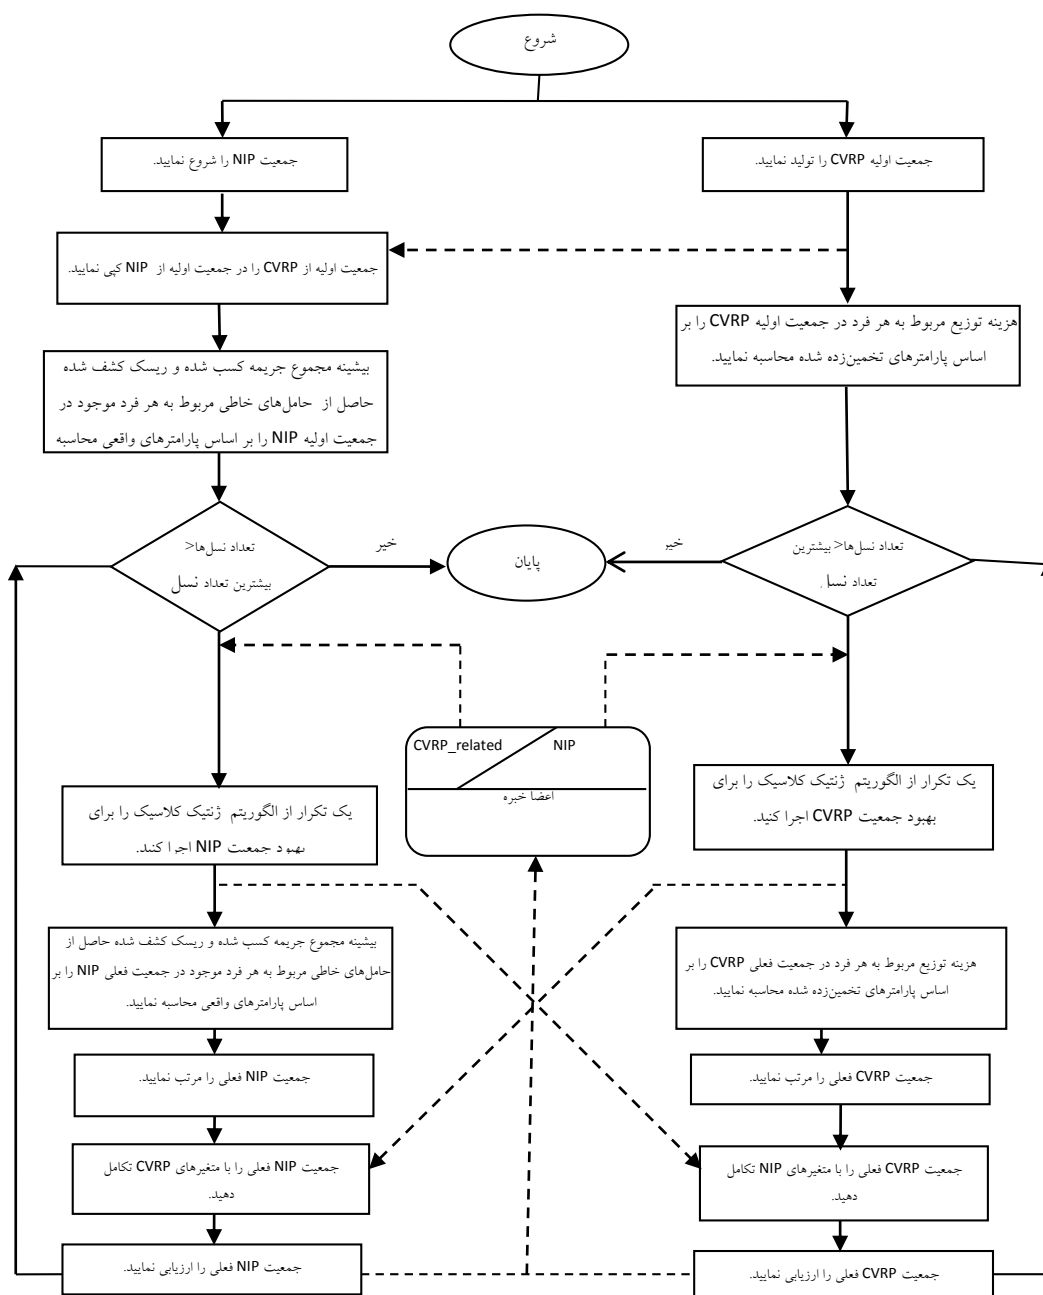 شروع
جمعیت NIP را شروع نمایید.
جمعیت اولیه CVRP را تولید نمایید.
جمعیت اولیه از CVRP را در جمعیت اولیه از NIP کپی نمایید.
هزینه توزیع مربوط به هر فرد در جمعیت اولیه CVRP را بر
اساس پارامترهای تخمین‌زده شده محاسبه نمایید.
بیشینه مجموع جریمه کسب شده و ریسک کشف شده
حاصل از حامل‌های خاطی مربوط به هر فرد موجود در
جمعیت اولیه NIP را بر اساس پارامترهای واقعی محاسبه
تعداد نسل‌ها<
بیشترین تعداد نسل
خیر
پایان
خیر
تعداد نسل‌ها< بیشترین
تعداد نسل
CVRP_related
NIP
اعضا خبره
یک تکرار از الگوریتم ژنتیک کلاسیک را برای
بهبود جمعیت NIP اجرا کنید.
یک تکرار از الگوریتم ژنتیک کلاسیک را برای
بهبود جمعیت CVRP اجرا کنید.
بیشینه مجموع جریمه کسب شده و ریسک کشف شده حاصل از
حامل‌های خاطی مربوط به هر فرد موجود در جمعیت فعلی NIP را بر
اساس پارامترهای واقعی محاسبه نمایید.
هزینه توزیع مربوط به هر فرد در جمعیت فعلی CVRP را بر
اساس پارامترهای تخمین‌زده شده محاسبه نمایید.
جمعیت NIP فعلی را مرتب نمایید.
جمعیت CVRP فعلی را مرتب نمایید.
جمعیت NIP فعلی را با متغیرهای CVRP تکامل
دهید.
جمعیت CVRP فعلی را با متغیرهای NIP تکامل
دهید.
جمعیت NIP فعلی را ارزیابی نمایید.
جمعیت CVRP فعلی را ارزیابی نمایید.